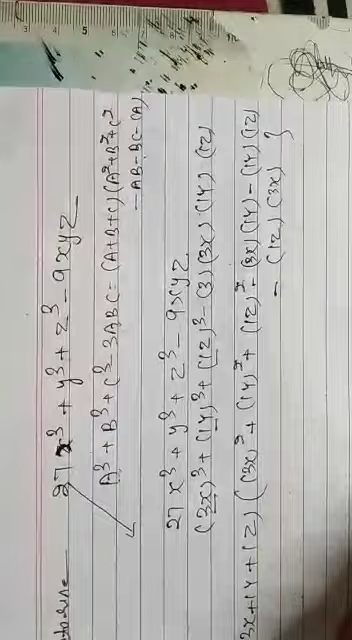 27x³ + y³ + z³ - 9xyz
A³ + B³ + C³ - 3ABC = (A+B+C) (A²+B²+C²
- AB - BC - CA)
27x³ + y³ + z³ - 9xyz
(3x)³ + (1y)³ + (1z)³ - (3) (3x) (1y) (1z)
3x + 1y + 1z) ( (3x)² + (1y)² + (1z)² - (3x) (1y) - (1y) (1z)
- (1z) (3x) }